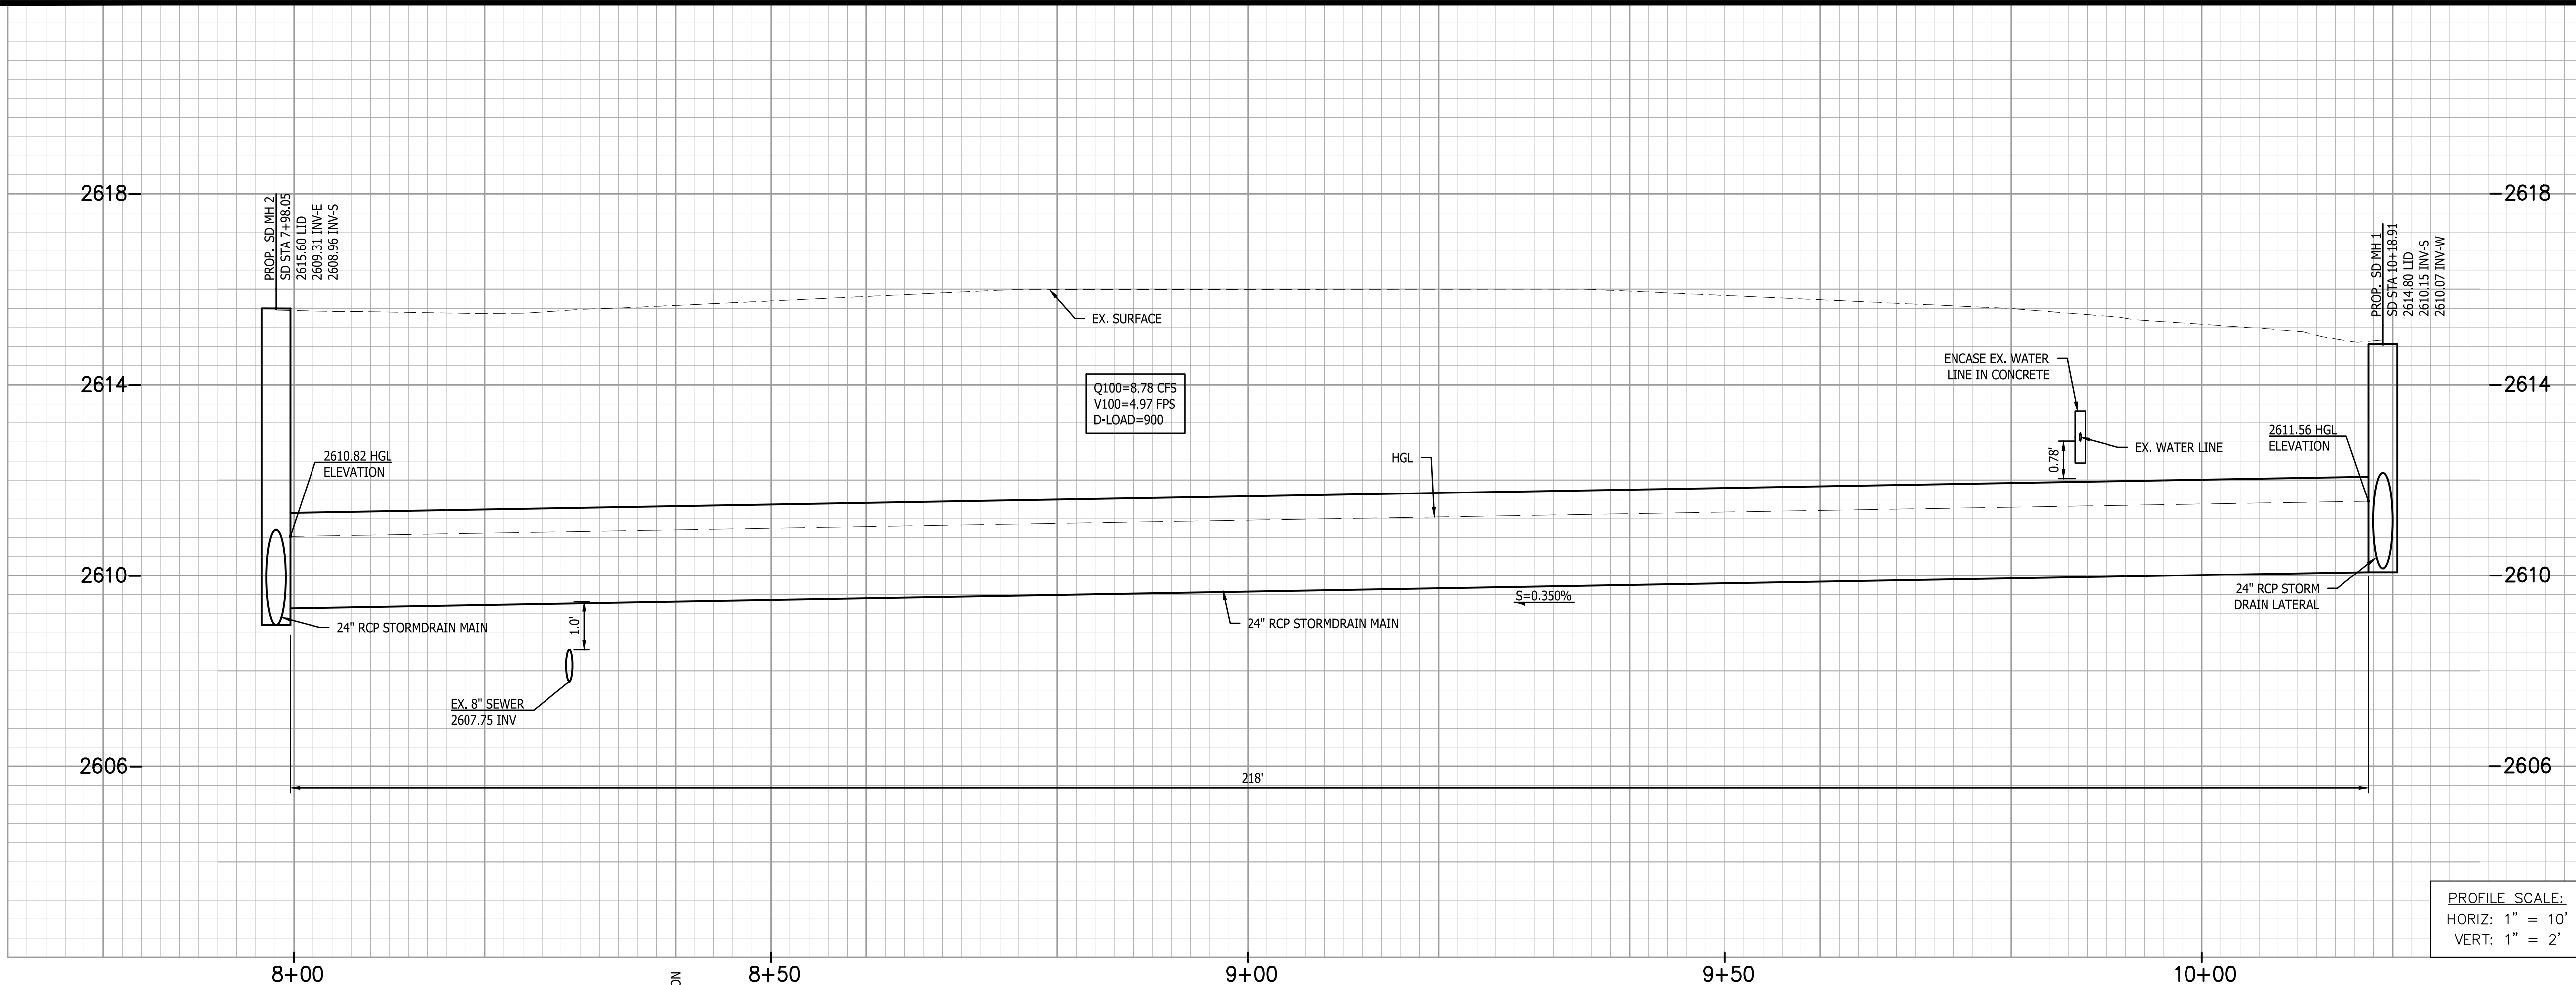 2618
2614
2610
2606
PROP. SD MH 2
SD STA 7+98.05
2615.60 LID
2609.31 INV-E
2608.96 INV-S
2610.82 HGL
ELEVATION
24" RCP STORMDRAIN MAIN
EX. 8" SEWER
2607.75 INV
1.0'
EX. SURFACE
Q100=8.78 CFS
V100=4.97 FPS
D-LOAD=900
HGL
24" RCP STORMDRAIN MAIN
S=0.350%
218'
ENCASE EX. WATER
LINE IN CONCRETE
EX. WATER LINE
0.78'
2611.56 HGL
ELEVATION
24" RCP STORM
DRAIN LATERAL
PROP. SD MH 1
SD STA 10+18.91
2614.80 LID
2610.15 INV-S
2610.07 INV-W
2618
2614
2610
2606
PROFILE SCALE:
HORIZ: 1" = 10'
VERT: 1" = 2'
8+00
8+50
9+00
9+50
10+00
ON